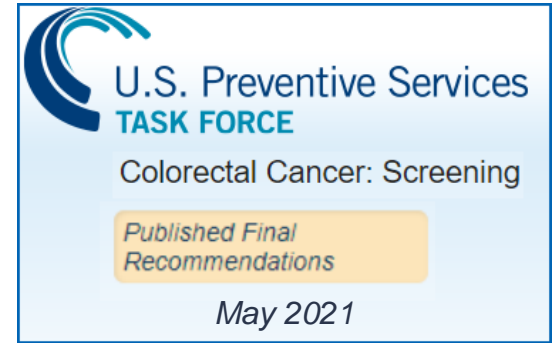 U.S. Preventive Services
TASK FORCE
Colorectal Cancer: Screening
Published Final
Recommendations
May 2021